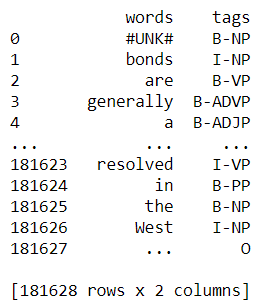 words tags
0 #UNK# B-NP
1 bonds I-NP
2 are B-VP
3 generally B-ADVP
4 a B-ADJP
... ... ...
181623 resolved I-VP
181624 in B-PP
181625 the B-NP
181626 West I-NP
181627 ... O
[181628 rows x 2 columns]